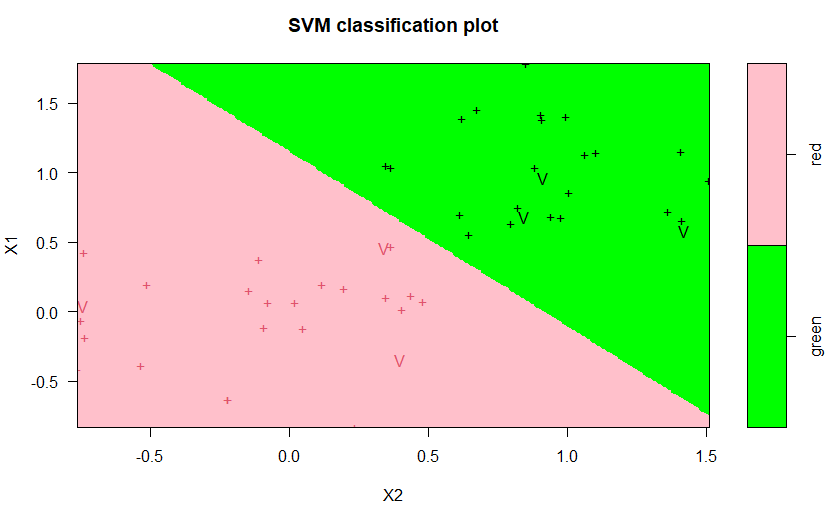 SVM classification plot
1.5
1.0
0.5
0.0
-0.5
X1
-0.5
0.0
0.5
1.0
1.5
X2
red
green
V
V
V
V
V
V